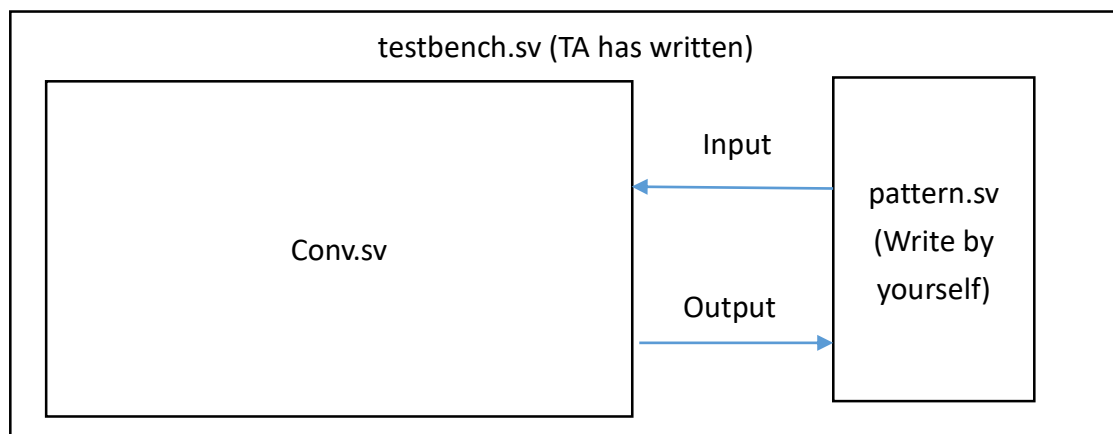 testbench.sv (TA has written)
Input
Conv.sv
pattern.sv
(Write by
yourself)
Output